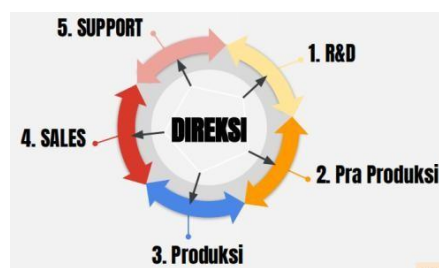 5. SUPPORT
1. R&D
DIREKSI
4. SALES
2. Pra Produksi
3. Produksi